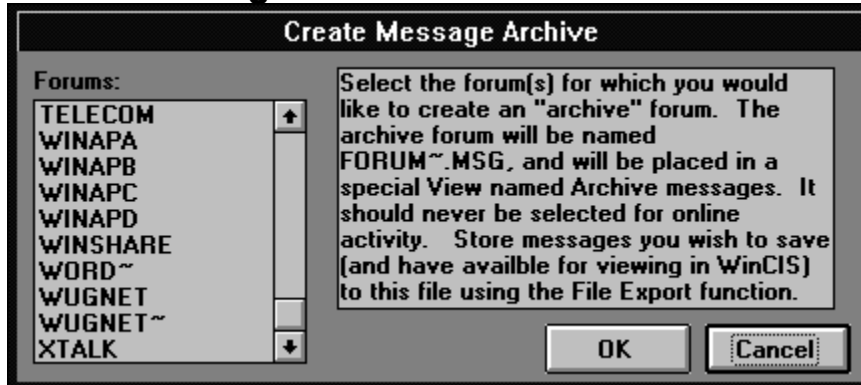 Create Message Archive
Forums:
TELECOM
WINAPA
WINAPB
WINAPC
WINAPD
WINSHARE
WORD~
WUGNET
WUGNET~
XTALK
Select the forum(s) for which you would
like to create an "archive" forum.  The
archive forum will be named
FORUM~.MSG, and will be placed in a
special View named Archive messages.  It
should never be selected for online
activity.   Store messages you wish to save
(and have availble for viewing in WinCIS)
to this file using the File Export function.
OK
Cancel